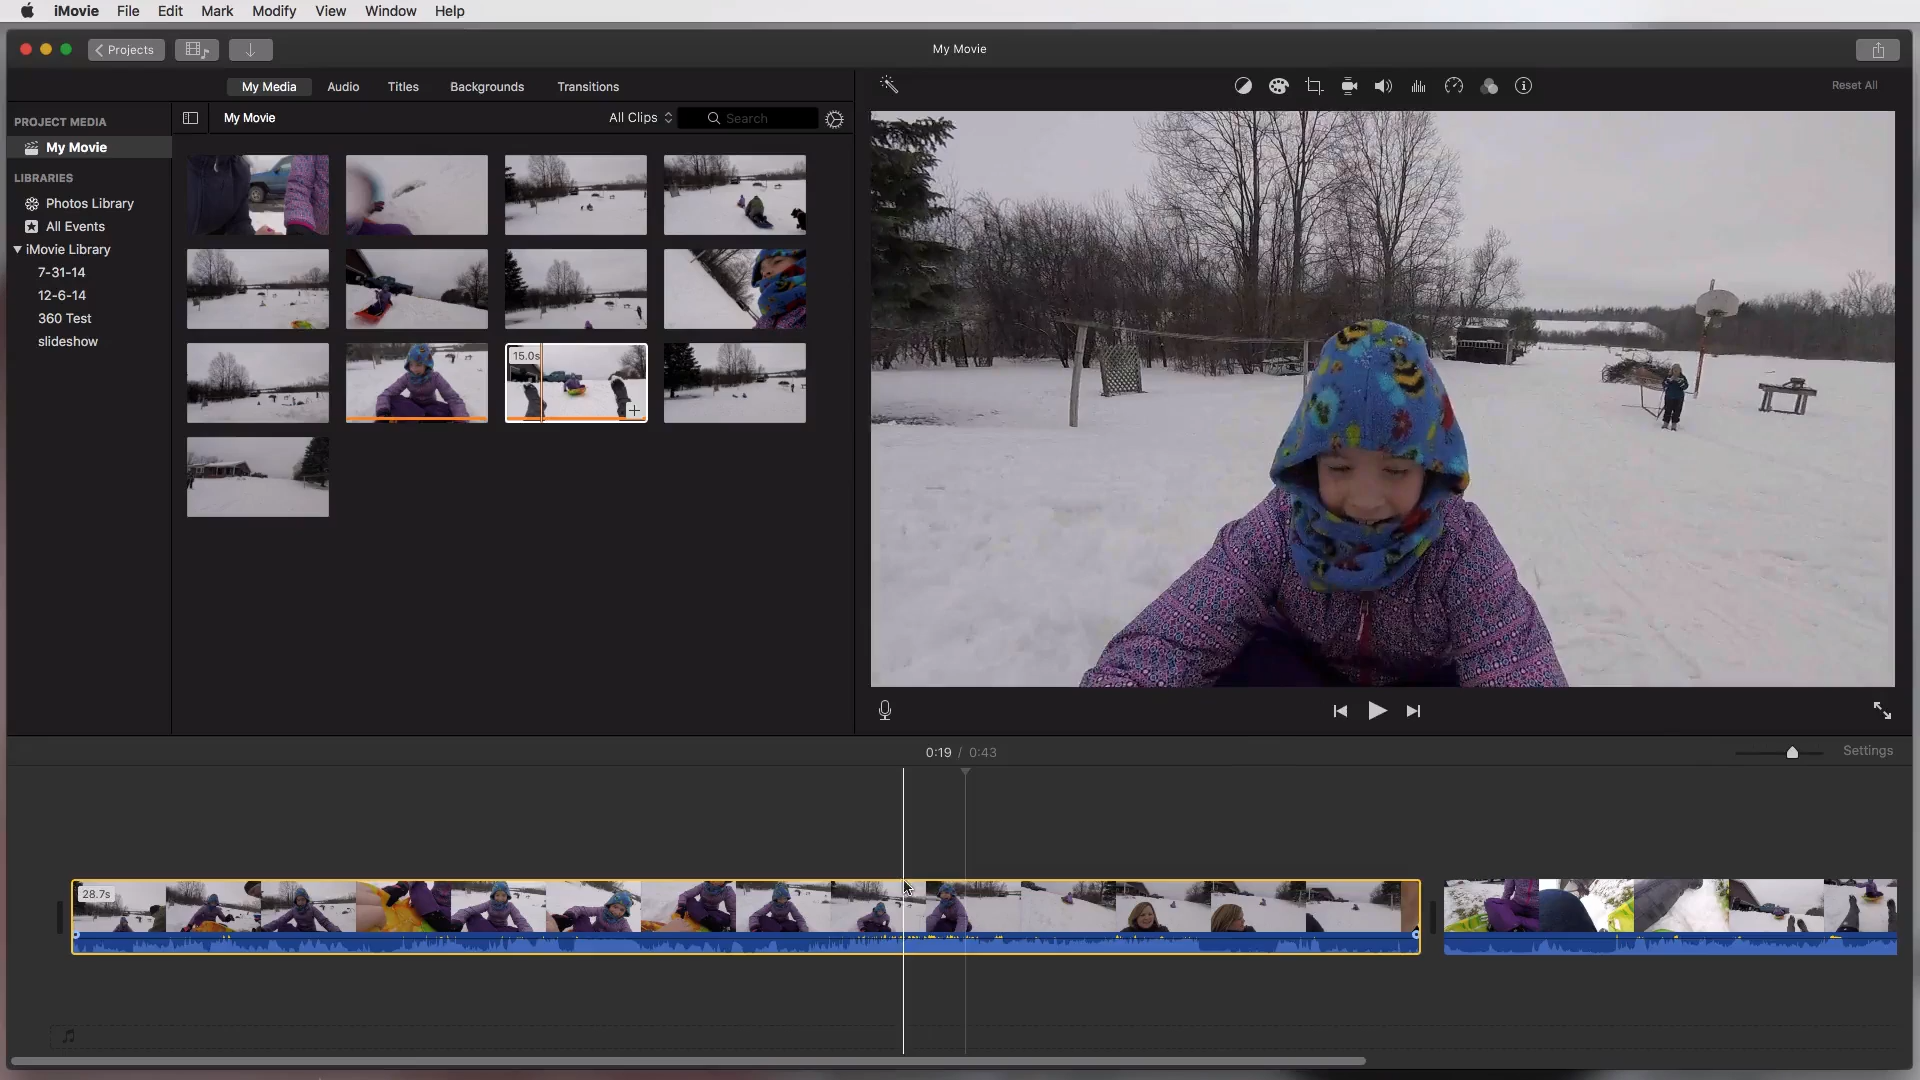 iMovie File Edit Mark Modify View Window Help
Projects
My Movie
My Media Audio Titles Backgrounds Transitions
Reset All
PROJECT MEDIA
My Movie
All Clips
Search
My Movie
LIBRARIES
Photos Library
All Events
iMovie Library
7-31-14
12-6-14
360 Test
slideshow
15.0s
0:19 / 0:43
Settings
28.7s